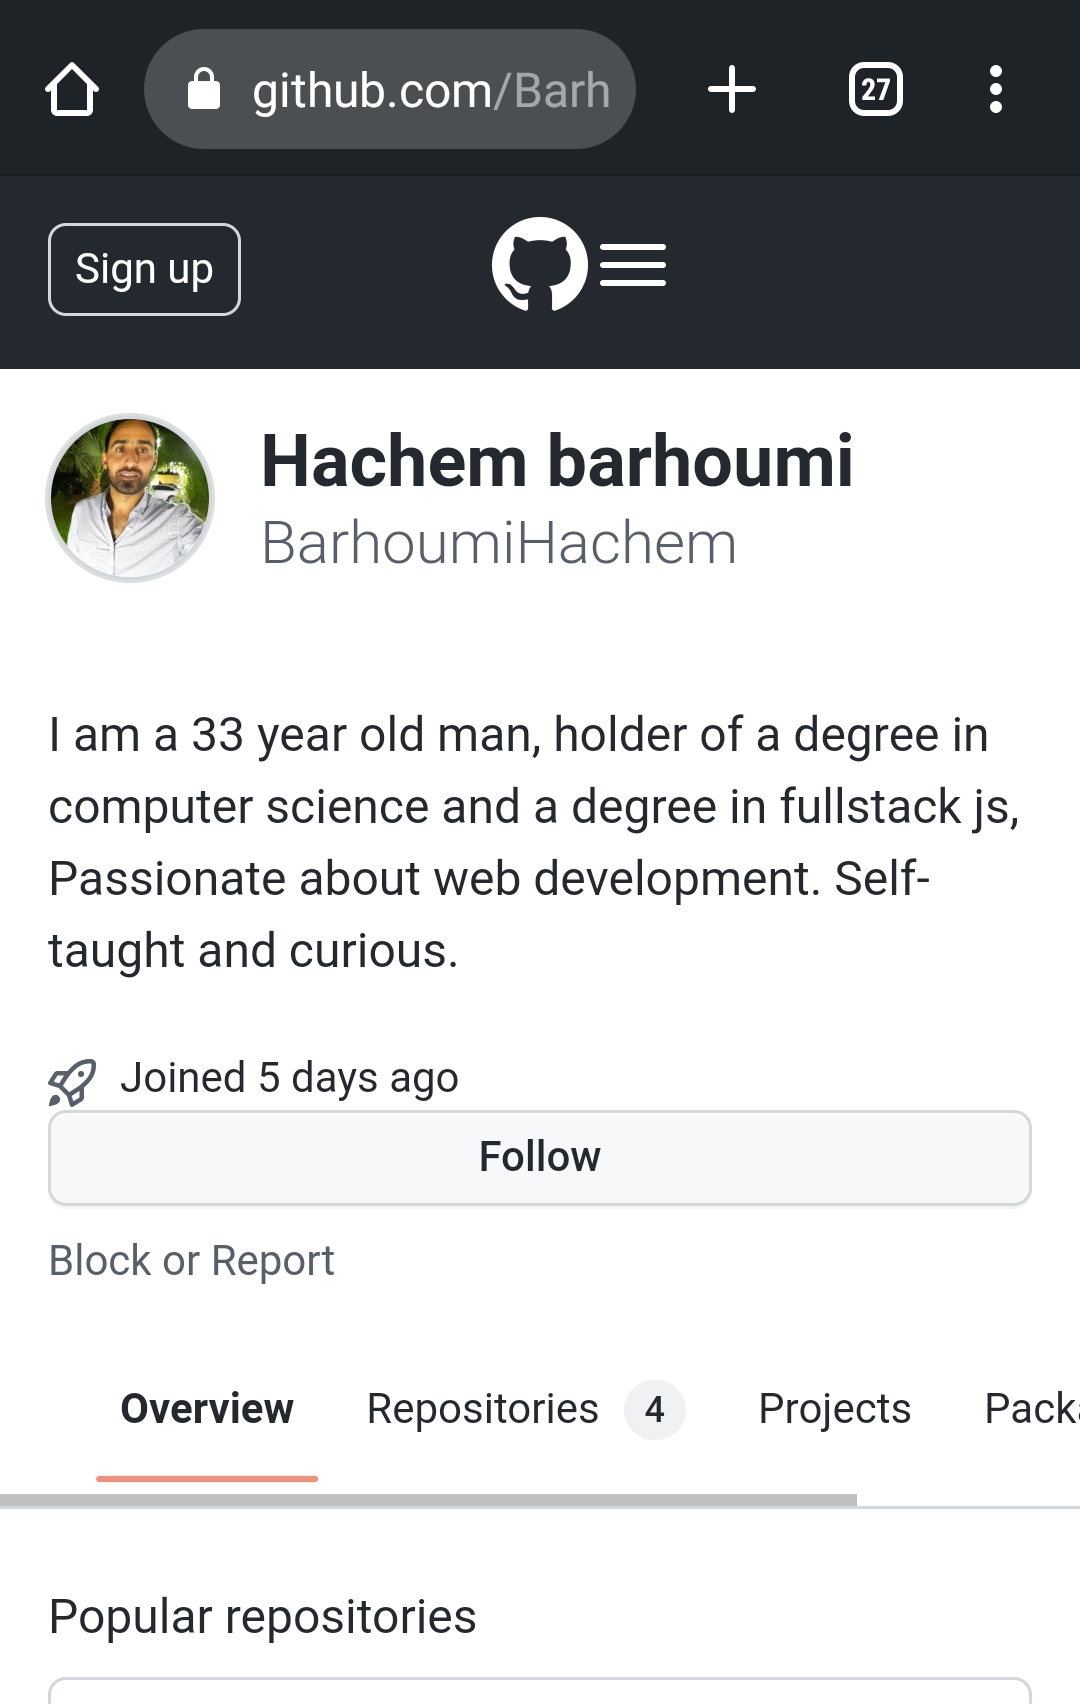 github.com/Barh
27
Sign up
Hachem barhoumi
BarhoumiHachem
I am a 33 year old man, holder of a degree in
computer science and a degree in fullstack js,
Passionate about web development. Self-
taught and curious.
Joined 5 days ago
Follow
Block or Report
Overview Repositories 4 Projects Packa
Popular repositories